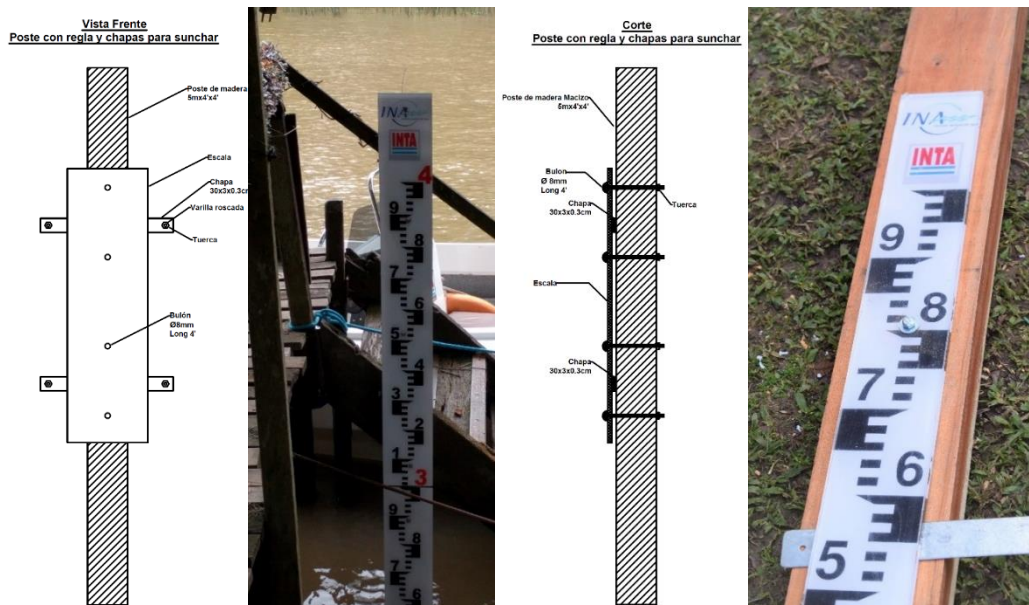 Vista Frente
Poste con regla y chapas para sunchar
Poste de madera
5mx4'x4'
Escala
Chapa
30x3x0.3cm
Varilla roscada
Tuerca
Bulón
Ø8mm
Long 4'
INA
INTA
4
9
8
7
6
5
4
3
2
1
3
9
8
7
6
Corte
Poste con regla y chapas para sunchar
Poste de madera Macizo
5mx4'x4'
Bulon
Ø 8mm
Long 4'
Tuerca
Chapa
30x3x0.3cm
Escala
Chapa
30x3x0.3cm
INA
INTA
9
8
7
6
5